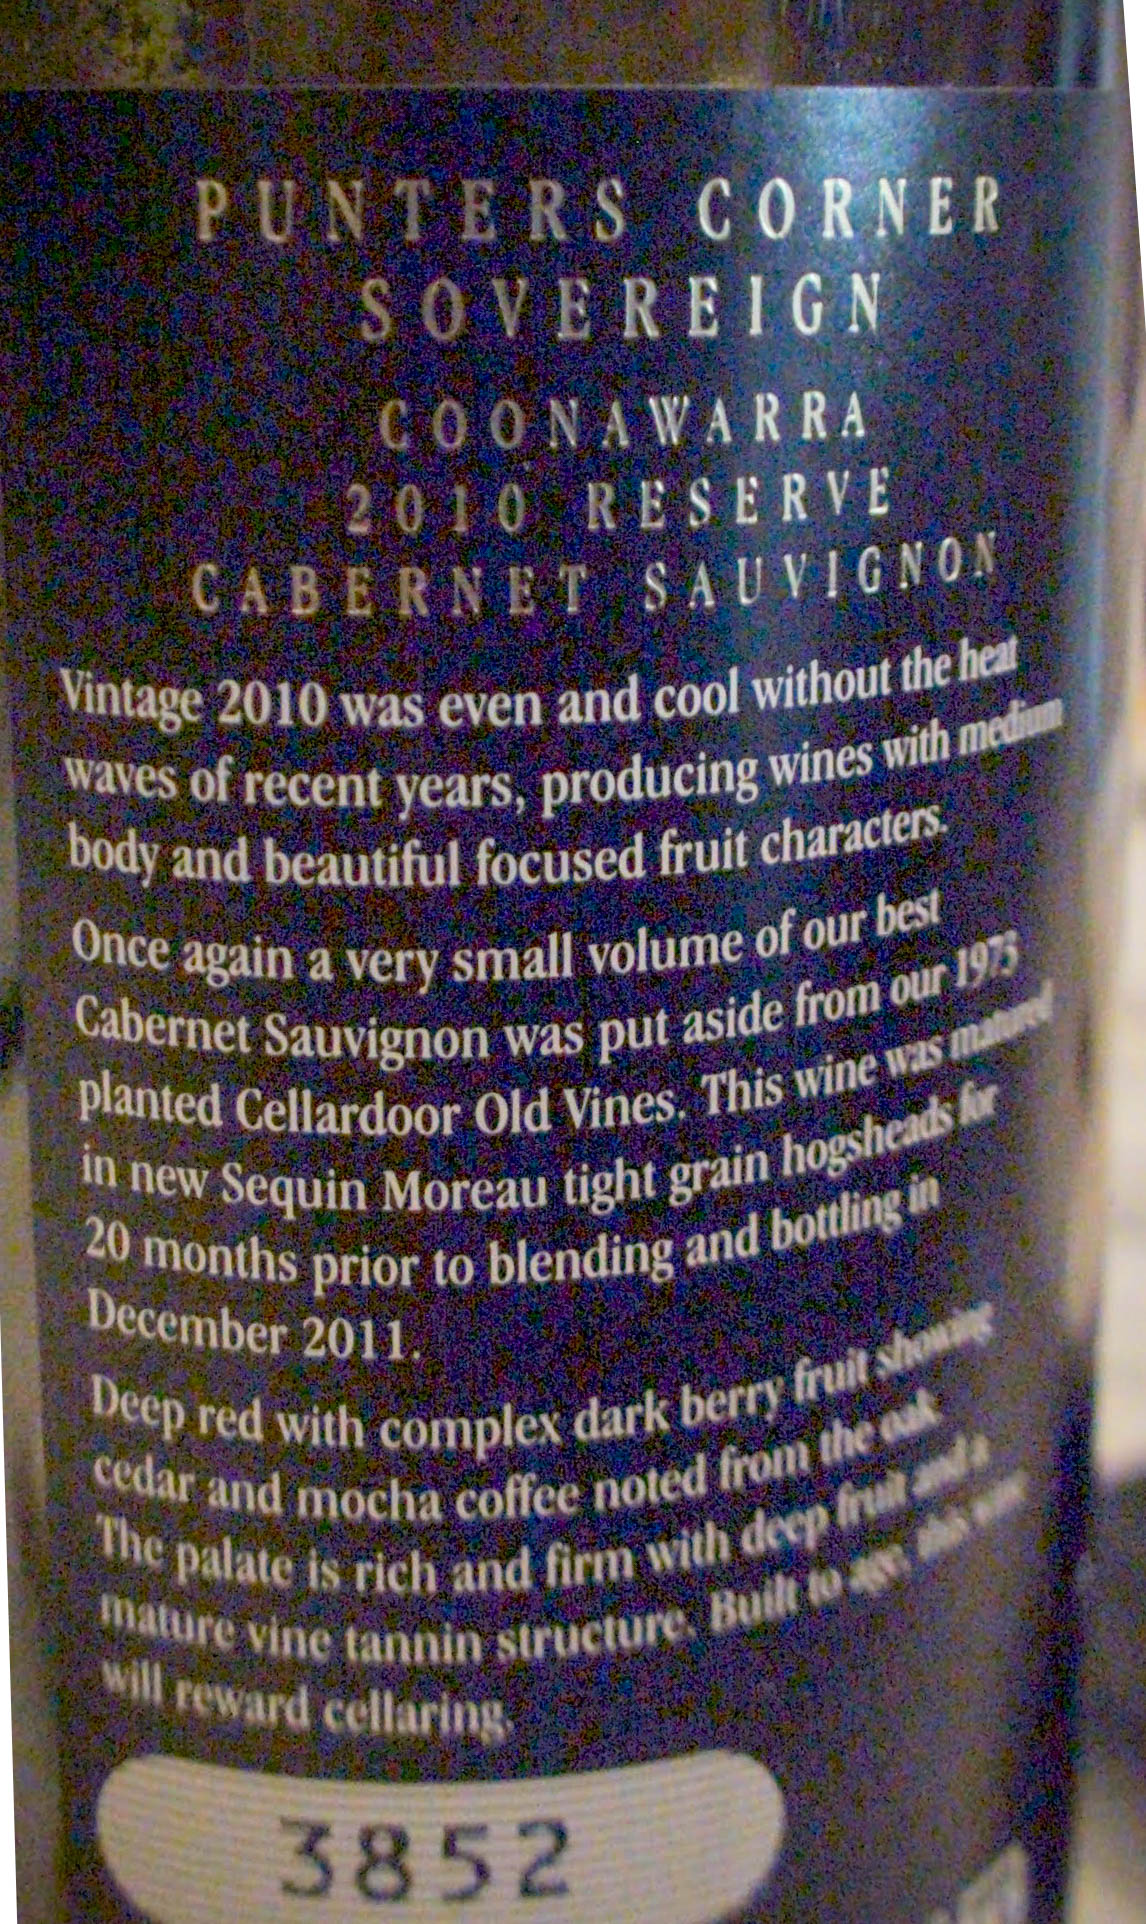 PUNTERS CORNER
SOVEREIGN
COONAWARRA
2010 RESERVE
CABERNET SAUVIGNON
Vintage 2010 was even and cool without the heat
waves of recent years, producing wines with medium
body and beautiful focused fruit characters.
Once again a very small volume of our best
Cabernet Sauvignon was put aside from our 1973
planted Cellardoor Old Vines. This wine was matured
in new Sequin Moreau tight grain hogsheads for
20 months prior to blending and bottling in
December 2011.
Deep red with complex dark berry fruit showing
cedar and mocha coffee noted from the oak
The palate is rich and firm with deep fruit and a
mature vine tannin structure. Built to age, this wine
will reward cellaring.
3852